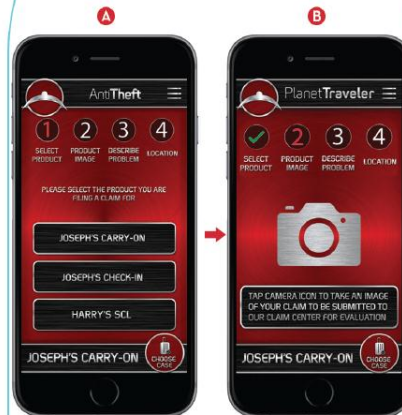 A
B
AntiTheft
1 2 3 4
SELECT PRODUCT
PRODUCT IMAGE
DESCRIBE PROBLEM
LOCATION
PLEASE SELECT THE PRODUCT YOU ARE
FILING A CLAIM FOR
JOSEPH'S CARRY-ON
JOSEPH'S CHECK-IN
HARRY'S SCL
JOSEPH'S CARRY-ON
CHOOSE
CASE
PlanetTraveler
2 3 4
SELECT PRODUCT
PRODUCT IMAGE
DESCRIBE PROBLEM
LOCATION
TAP CAMERA ICON TO TAKE AN IMAGE
OF YOUR CLAIM TO BE SUBMITTED TO
OUR CLAIM CENTER FOR EVALUATION
JOSEPH'S CARRY-ON
CHOOSE
CASE